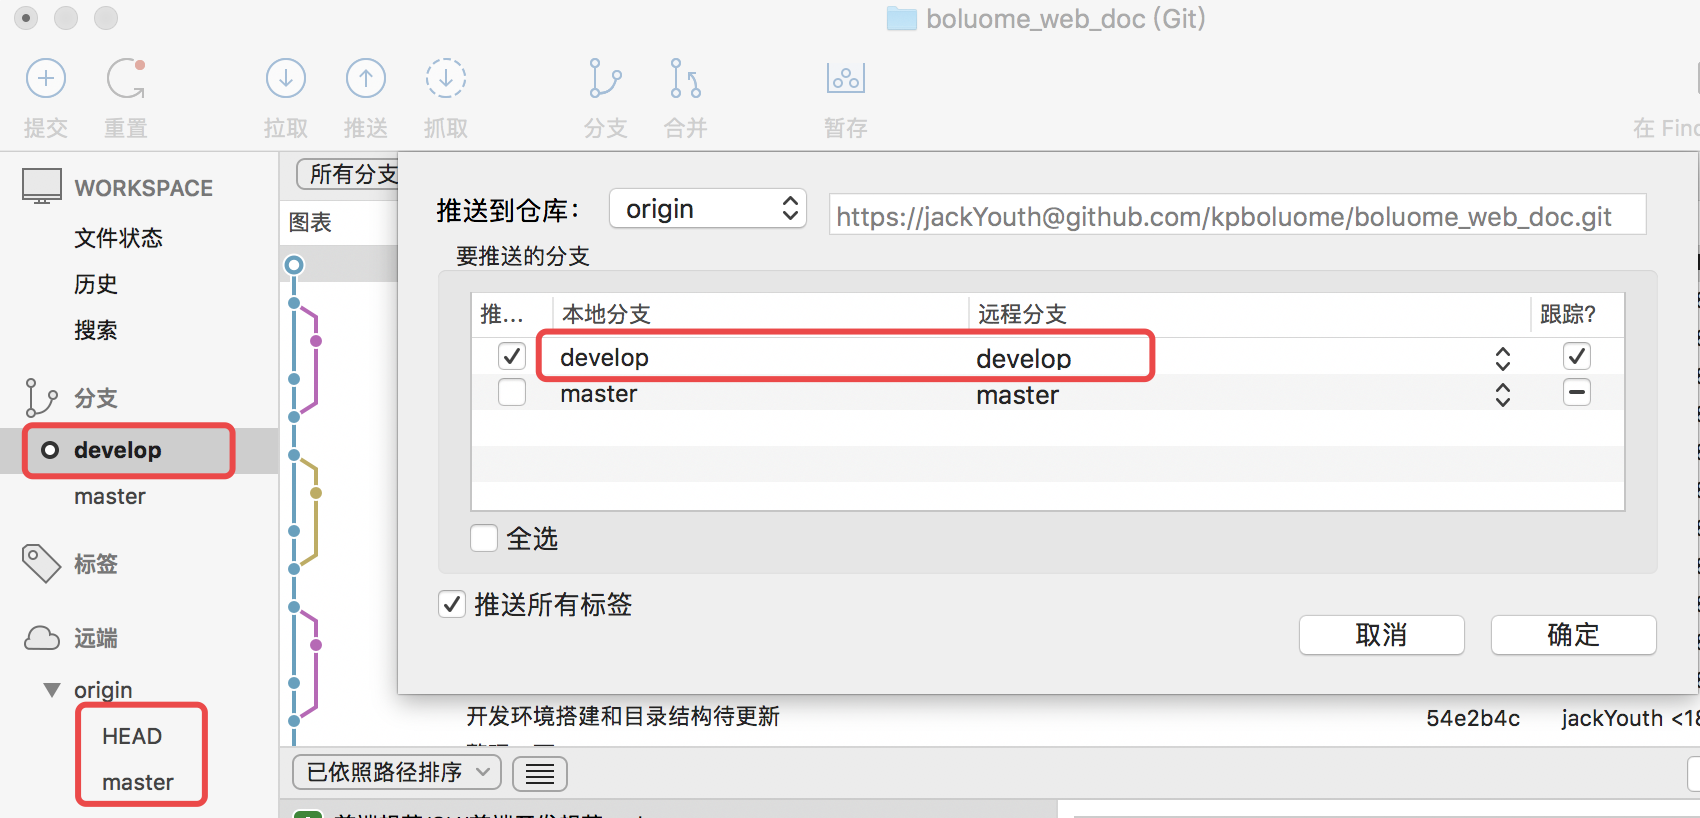 boluome_web_doc (Git)
提交 重置 拉取 推送 抓取 分支 合并 暂存 在
WORKSPACE
文件状态
历史
搜索
分支
develop
master
标签
远端
origin
HEAD
master
所有分支
图表
推送到仓库： origin https://jackYouth@github.com/kpboluome/boluome_web_doc.git
要推送的分支
推... 本地分支 远程分支 跟踪?
develop develop
master master
全选
推送所有标签
取消 确定
开发环境搭建和目录结构待更新 54e2b4c jackYouth
已依照路径排序